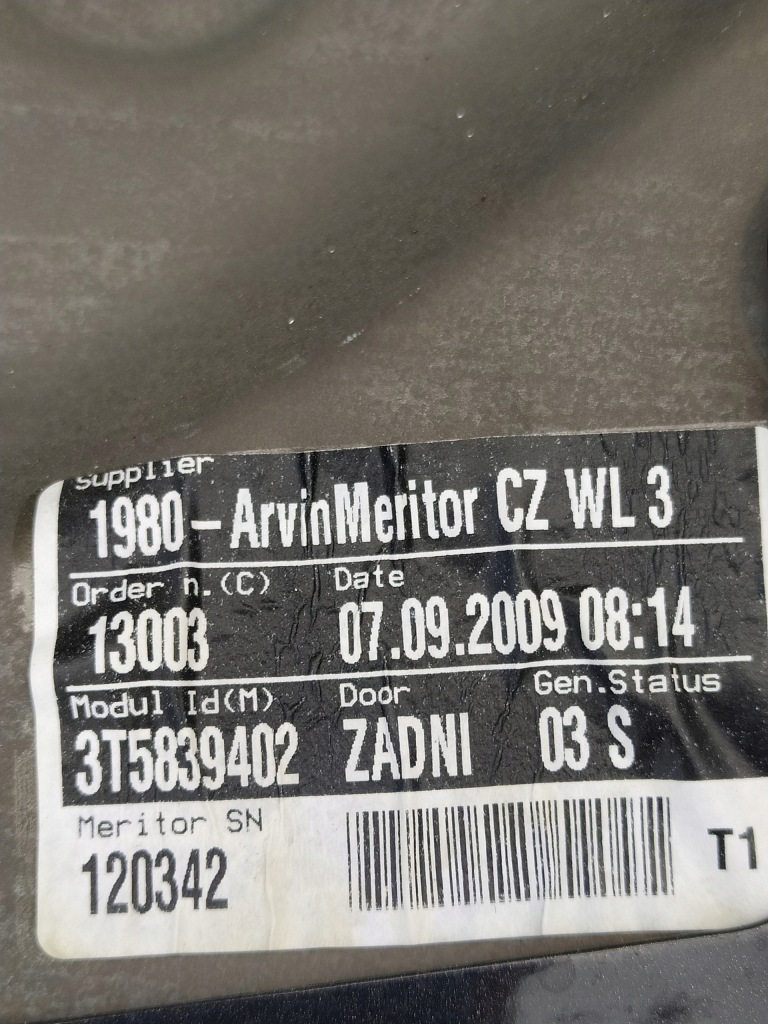 Supplier
1980-ArvinMeritor CZ WL 3
Order n.(C) Date
13003 07.09.2009 08:14
Modul Id(M) Door Gen.Status
3T5839402 ZADNI 03 S
Meritor SN
120342 T1